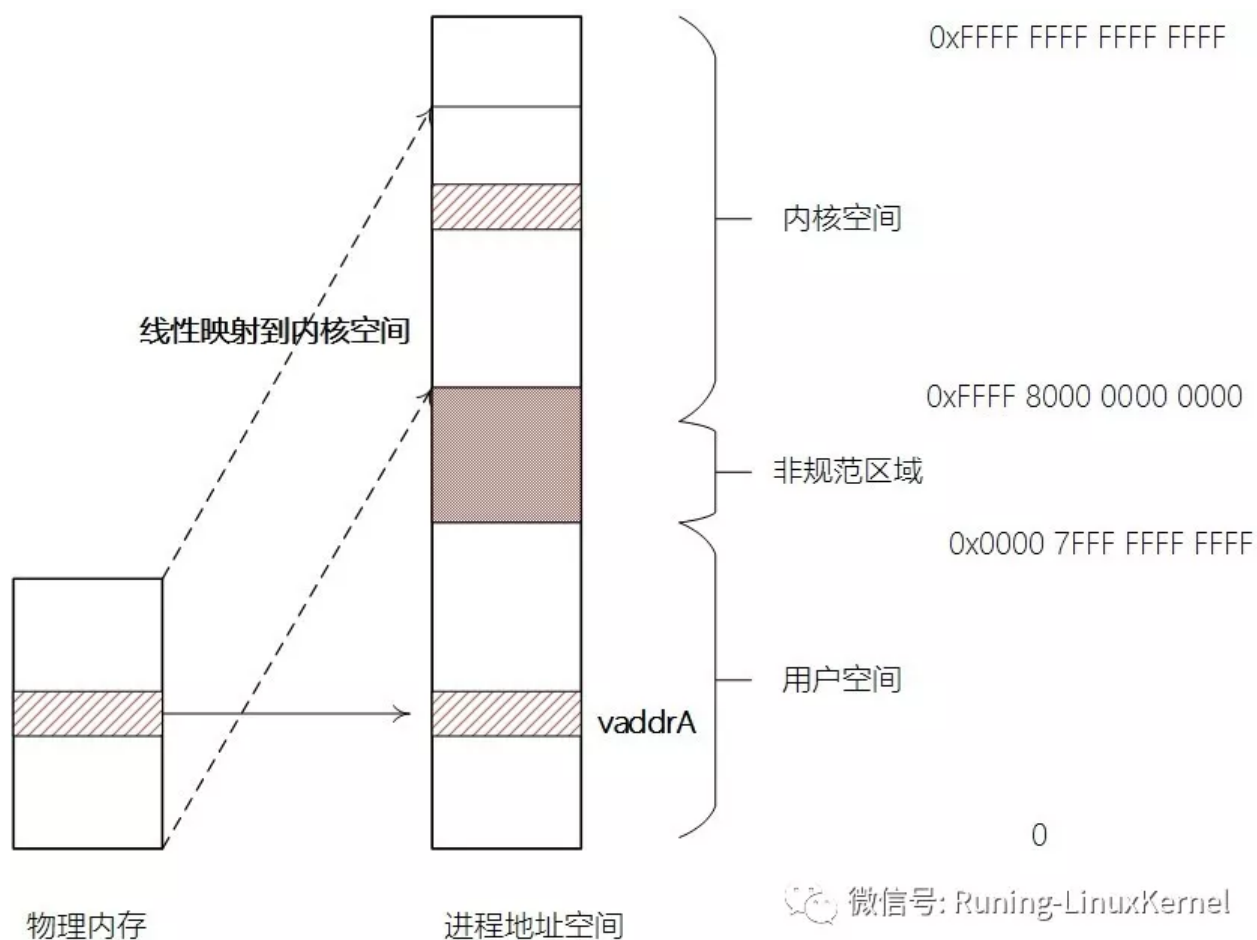 0xFFFF FFFF FFFF FFFF
内核空间
线性映射到内核空间
0xFFFF 8000 0000 0000
非规范区域
0x0000 7FFF FFFF FFFF
用户空间
vaddrA
0
微信号: Runing-LinuxKernel
物理内存
进程地址空间